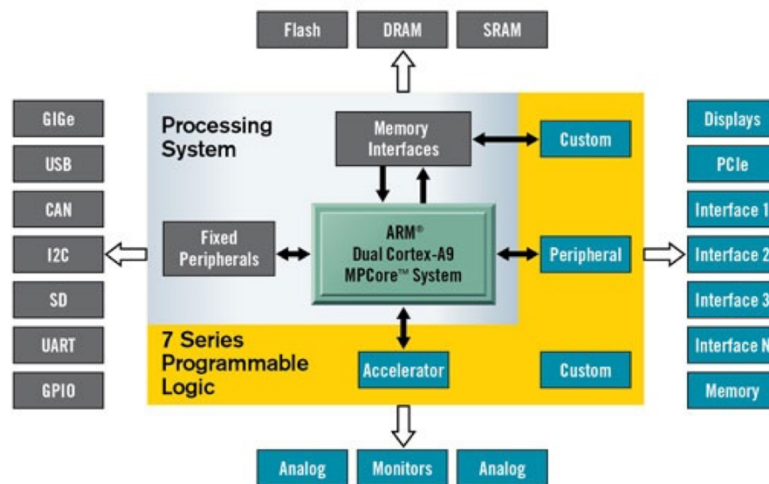 Flash
DRAM
SRAM
GIGe
USB
CAN
I2C
SD
UART
GPIO
Processing
System
Memory
Interfaces
Custom
Fixed
Peripherals
ARM®
Dual Cortex-A9
MPCore™ System
Peripheral
7 Series
Programmable
Logic
Accelerator
Custom
Displays
PCIe
Interface 1
Interface 2
Interface 3
Interface N
Memory
Analog
Monitors
Analog